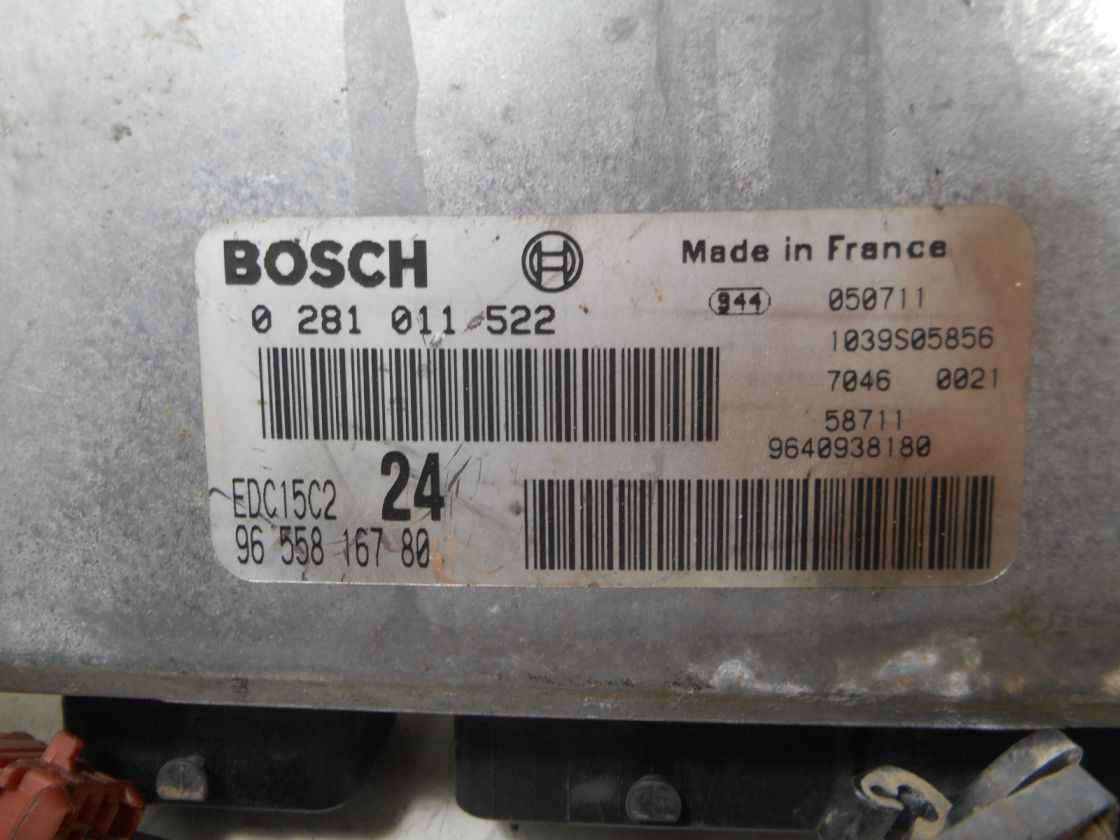 BOSCH
Made in France
0 281 011 522
944
050711
1039S05856
7046 0021
58711
9640938180
EDC15C2 24
96 558 167 80